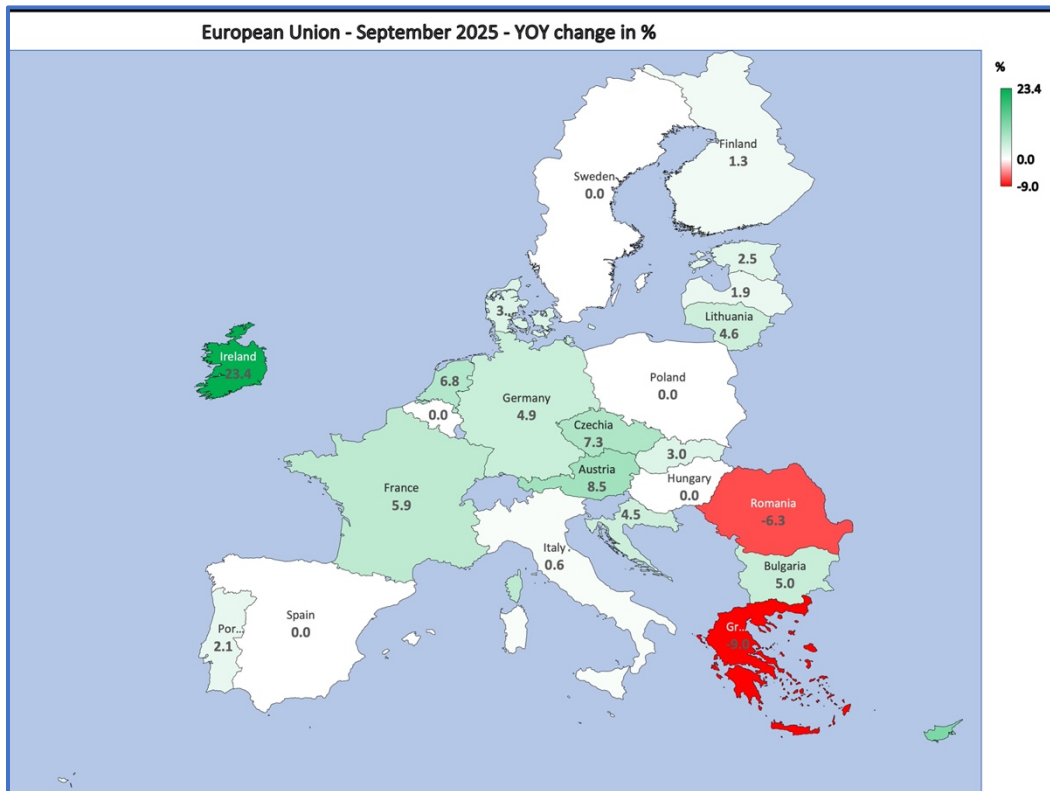 European Union - September 2025 - YOY change in %
%
23.4
0.0
-9.0
Finland
1.3
Sweden
0.0
2.5
1.9
Lithuania
4.6
3...
Ireland
-23.4
6.8
Germany
4.9
Poland
0.0
0.0
Czechia
7.3
3.0
Austria
8.5
Hungary
0.0
France
5.9
4.5
Romania
-6.3
Italy
0.6
Bulgaria
5.0
Spain
0.0
Por...
2.1
Gr...
-9.0